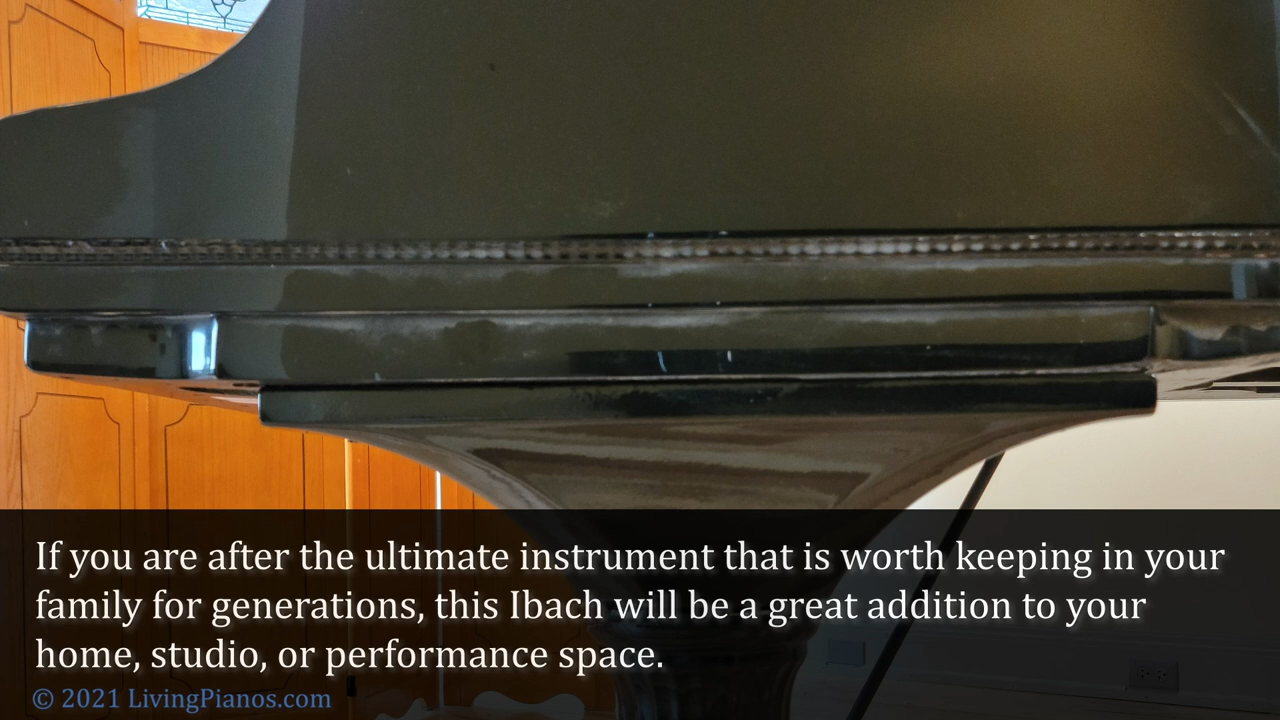 If you are after the ultimate instrument that is worth keeping in your
family for generations, this Ibach will be a great addition to your
home, studio, or performance space.
© 2021 LivingPianos.com